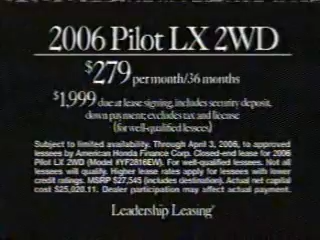 2006 Pilot LX 2WD
$279 per month/36 months
$1,999 due at lease signing, includes security deposit,
down payment; excludes tax and license
(for well-qualified lessees)
Subject to limited availability. Through April 3, 2006, to approved
lessees by American Honda Finance Corp. Closed-end lease for 2006
Pilot LX 2WD (Model #YF2816EW). For well-qualified lessees. Not all
lessees will qualify. Higher lease rates apply for lessees with lower
credit ratings. MSRP $27,545 (includes destination). Actual net capital
cost $25,020.11. Dealer participation may affect actual payment.
Leadership Leasing